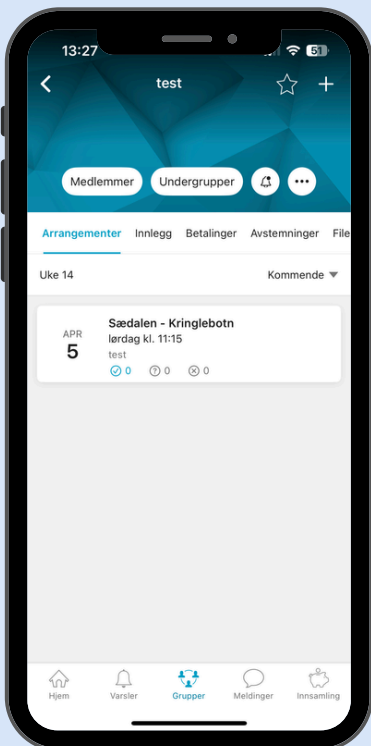 13:27
51
test
Medlemmer Undergrupper
Arrangementer Innlegg Betalinger Avstemninger File
Uke 14 Kommende
APR
5
Sædalen - Kringlebotn
lørdag kl. 11:15
test
0 0 0
Hjem Varsler Grupper Meldinger Innsamling